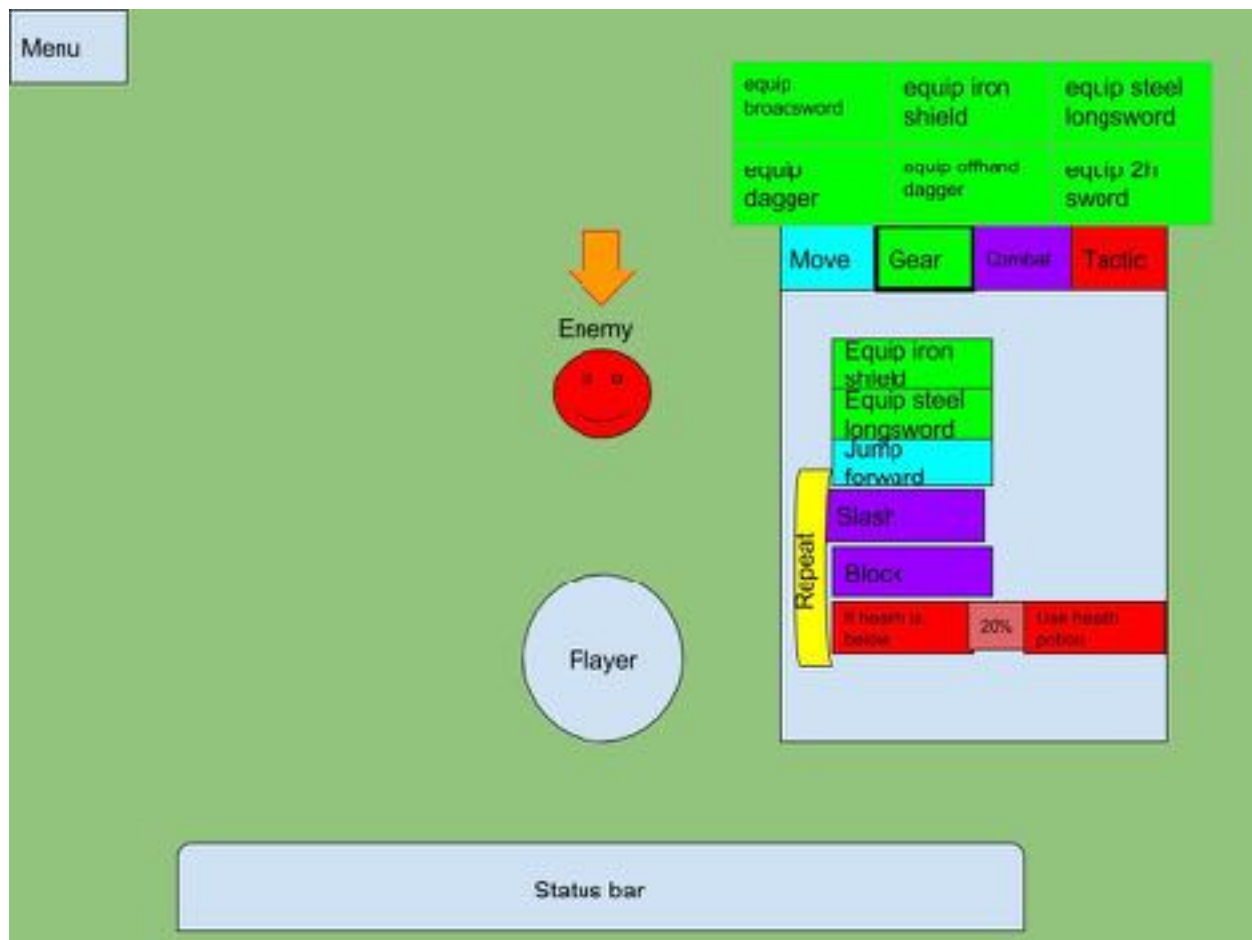 Menu
equip
broacsword
equip iron
shield
equip steel
longsword
equip
dagger
equip offhand
dagger
equip 2h
sword
Move
Gear
Combat
Tactic
Enemy
Equip iron
shield
Equip steel
longsword
Jump
forward
Repeat
Slash
Block
If health is
below
20%
Use health
potion
Flayer
Status bar